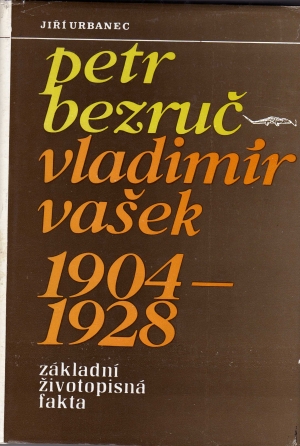 JIŘÍ URBANEC
petr
bezruč
vladimír
vašek
1904–
1928
základní
životopisná
fakta